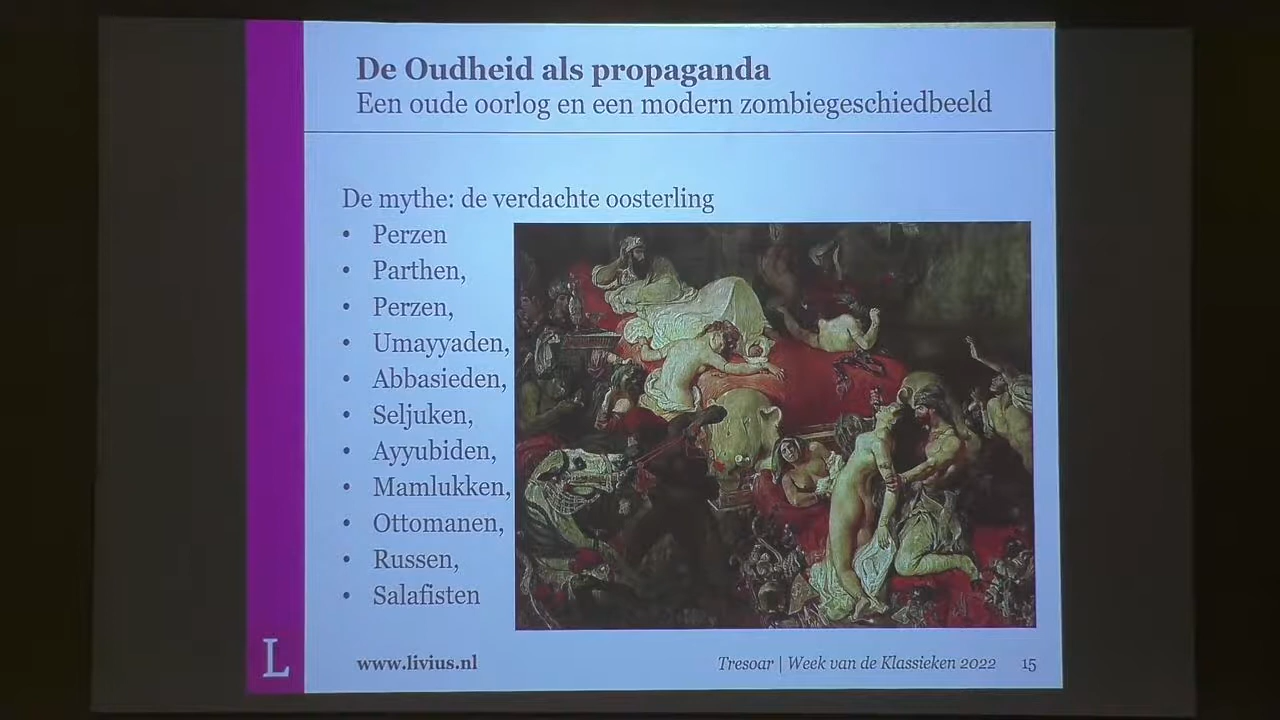 De Oudheid als propaganda
Een oude oorlog en een modern zombiegeschiedbeeld
De mythe: de verdachte oosterling
• Perzen
• Parthen,
• Perzen,
• Umayyaden,
• Abbasieden,
• Seljuken,
• Ayyubiden,
• Mamlukken,
• Ottomanen,
• Russen,
• Salafisten
L
www.livius.nl
Tresoar | Week van de Klassieken 2022
15